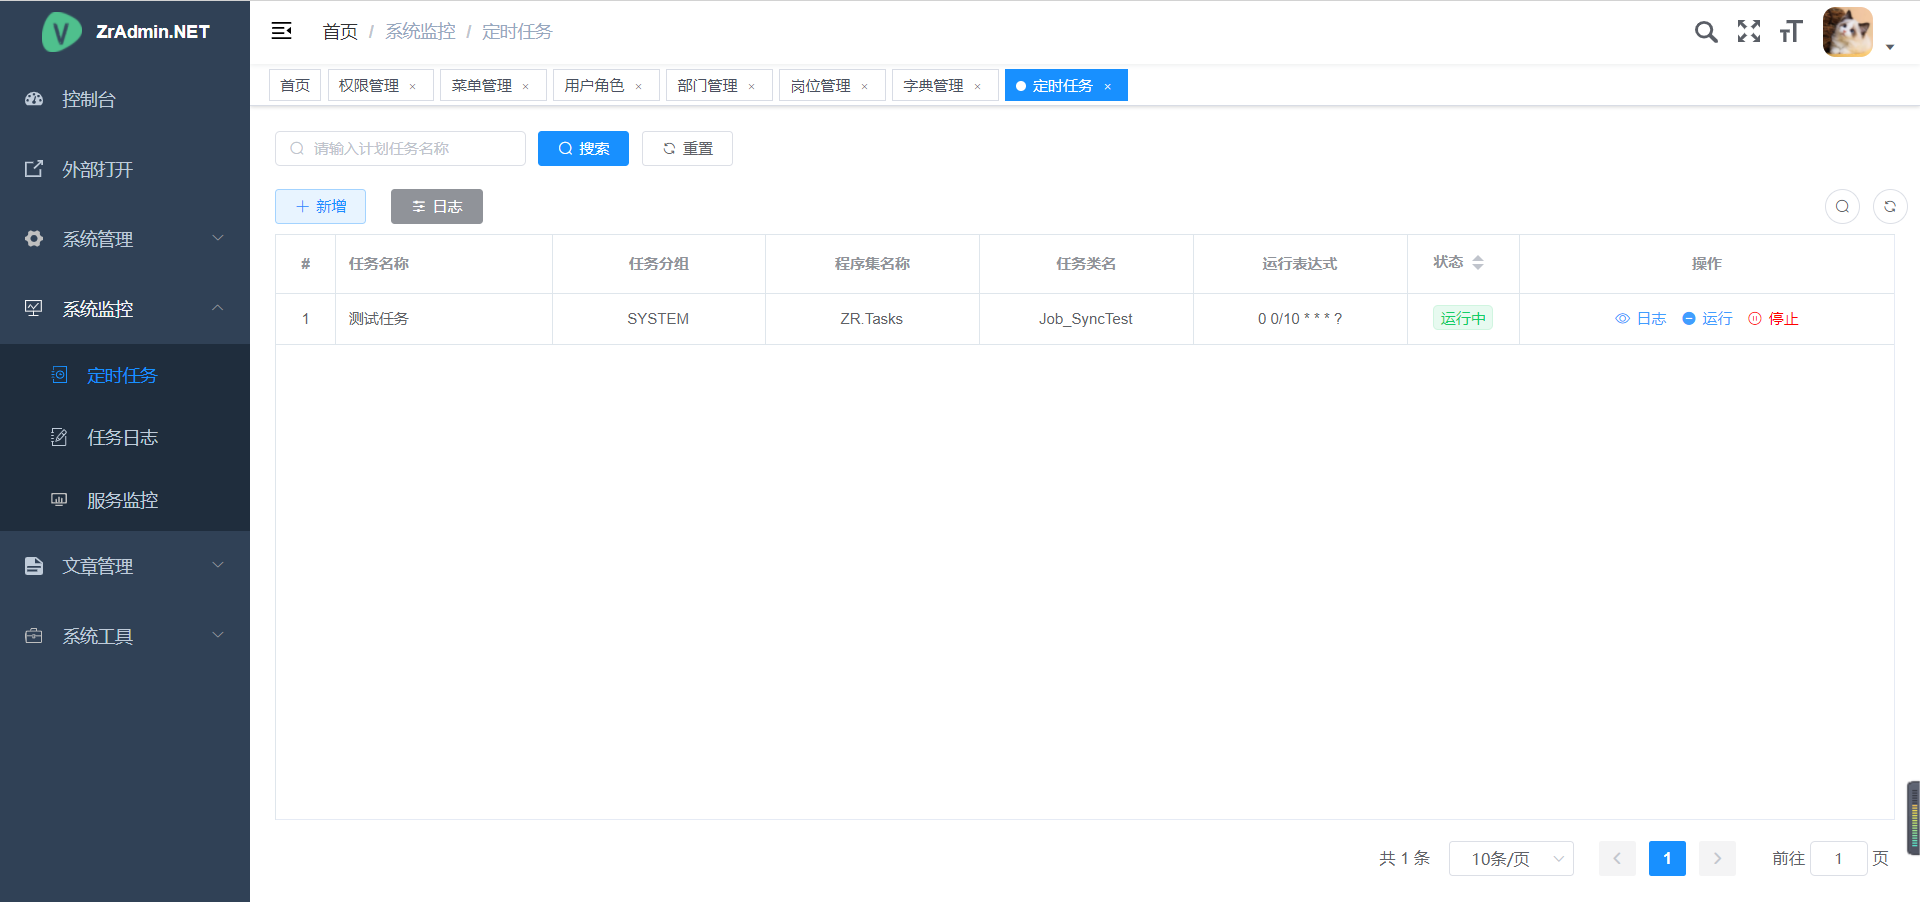 ZrAdmin.NET
控制台
外部打开
系统管理
系统监控
定时任务
任务日志
服务监控
文章管理
系统工具
首页 / 系统监控 / 定时任务
首页 权限管理 × 菜单管理 × 用户角色 × 部门管理 × 岗位管理 × 字典管理 × 定时任务 ×
请输入计划任务名称 搜索 重置
新增 日志
# 任务名称 任务分组 程序集名称 任务类名 运行表达式 状态 操作
1 测试任务 SYSTEM ZR.Tasks Job_SyncTest 0 0/10 * * * ? 运行中 日志 运行 停止
共 1 条 10条/页 1 前往 1 页